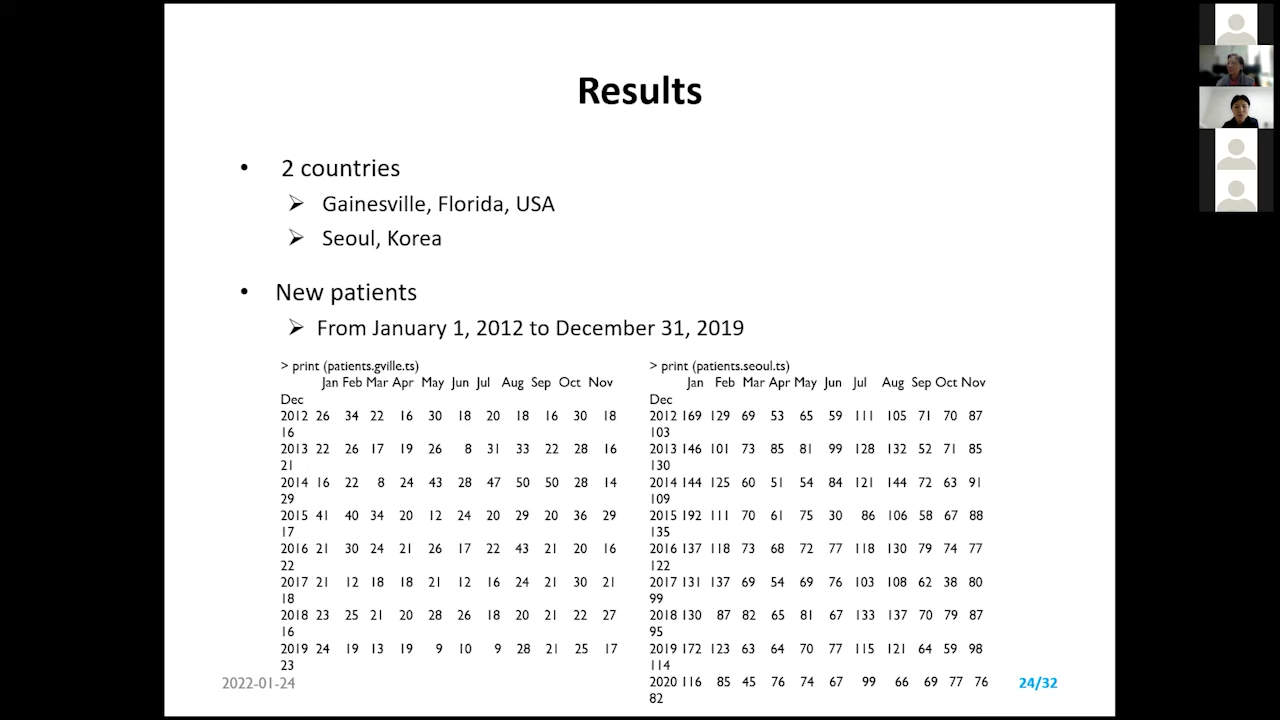 Results
• 2 countries
➢ Gainesville, Florida, USA
➢ Seoul, Korea
• New patients
➢ From January 1, 2012 to December 31, 2019
> print (patients.gville.ts)
Jan Feb Mar Apr May Jun Jul Aug Sep Oct Nov
Dec
2012 26 34 22 16 30 18 20 18 16 30 18
16
2013 22 26 17 19 26 8 31 33 22 28 16
21
2014 16 22 8 24 43 28 47 50 50 28 14
29
2015 41 40 34 20 12 24 20 29 20 36 29
17
2016 21 30 24 21 26 17 22 43 21 20 16
22
2017 21 12 18 18 21 12 16 24 21 30 21
18
2018 23 25 21 20 28 26 18 20 21 22 27
16
2019 24 19 13 19 9 10 9 28 21 25 17
23
> print (patients.seoul.ts)
Jan Feb Mar Apr May Jun Jul Aug Sep Oct Nov
Dec
2012 169 129 69 53 65 59 111 105 71 70 87
103
2013 146 101 73 85 81 99 128 132 52 71 85
130
2014 144 125 60 51 54 84 121 144 72 63 91
109
2015 192 111 70 61 75 30 86 106 58 67 88
135
2016 137 118 73 68 72 77 118 130 79 74 77
122
2017 131 137 69 54 69 76 103 108 62 38 80
99
2018 130 87 82 65 81 67 133 137 70 79 87
95
2019 172 123 63 64 70 77 115 121 64 59 98
114
2020 116 85 45 76 74 67 99 66 69 77 76
82
2022-01-24
24/32